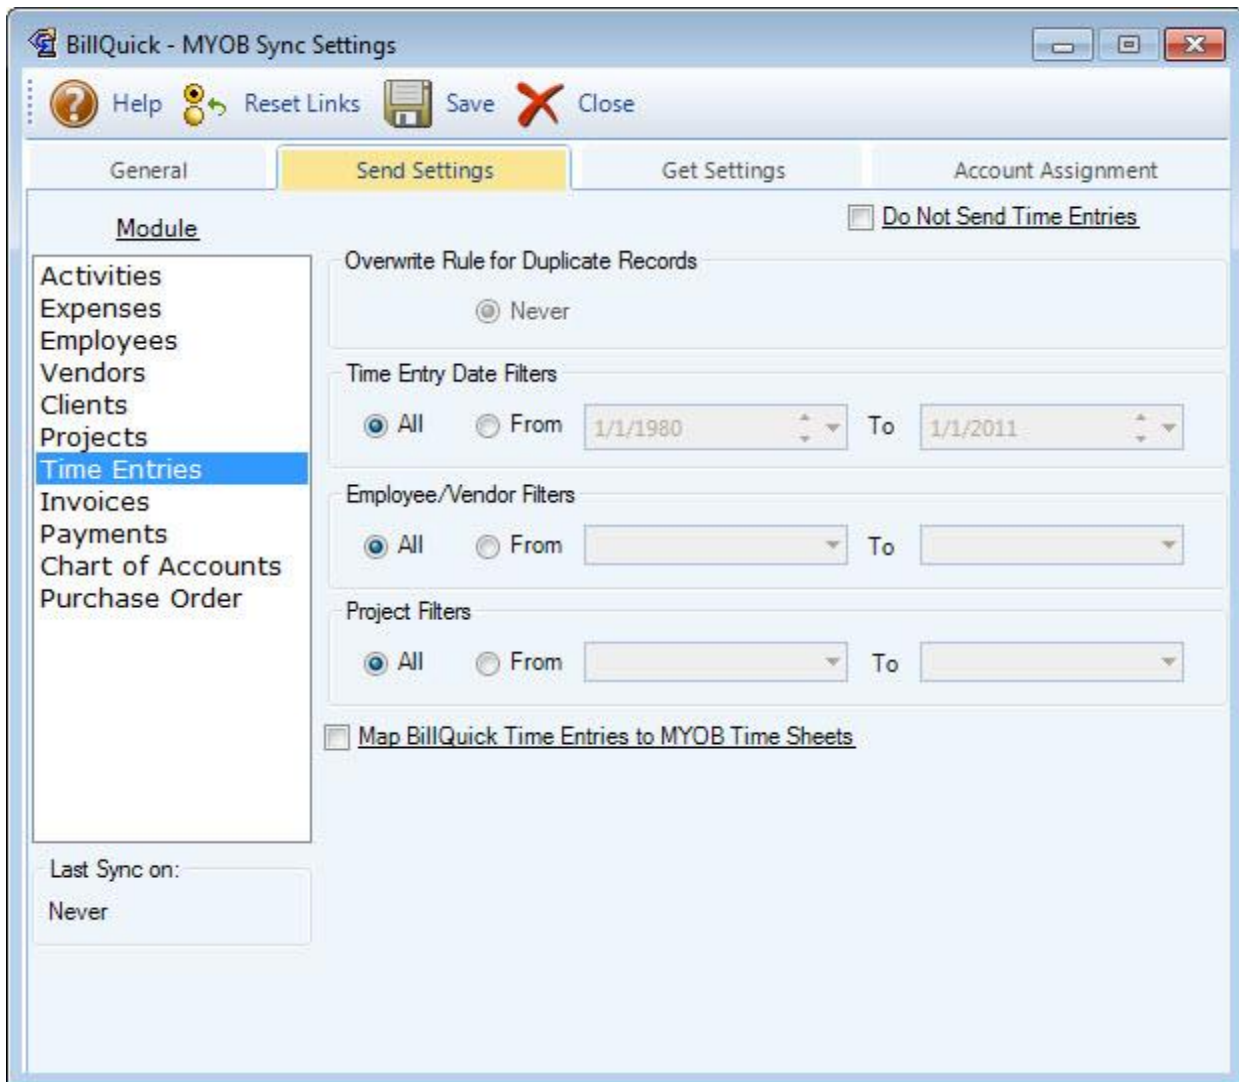 BillQuick - MYOB Sync Settings
Help Reset Links Save Close
General Send Settings Get Settings Account Assignment
Module
Do Not Send Time Entries
Activities
Expenses
Employees
Vendors
Clients
Projects
Time Entries
Invoices
Payments
Chart of Accounts
Purchase Order
Last Sync on:
Never
Overwrite Rule for Duplicate Records
Never
Time Entry Date Filters
All From 1/1/1980 To 1/1/2011
Employee/Vendor Filters
All From To
Project Filters
All From To
Map BillQuick Time Entries to MYOB Time Sheets